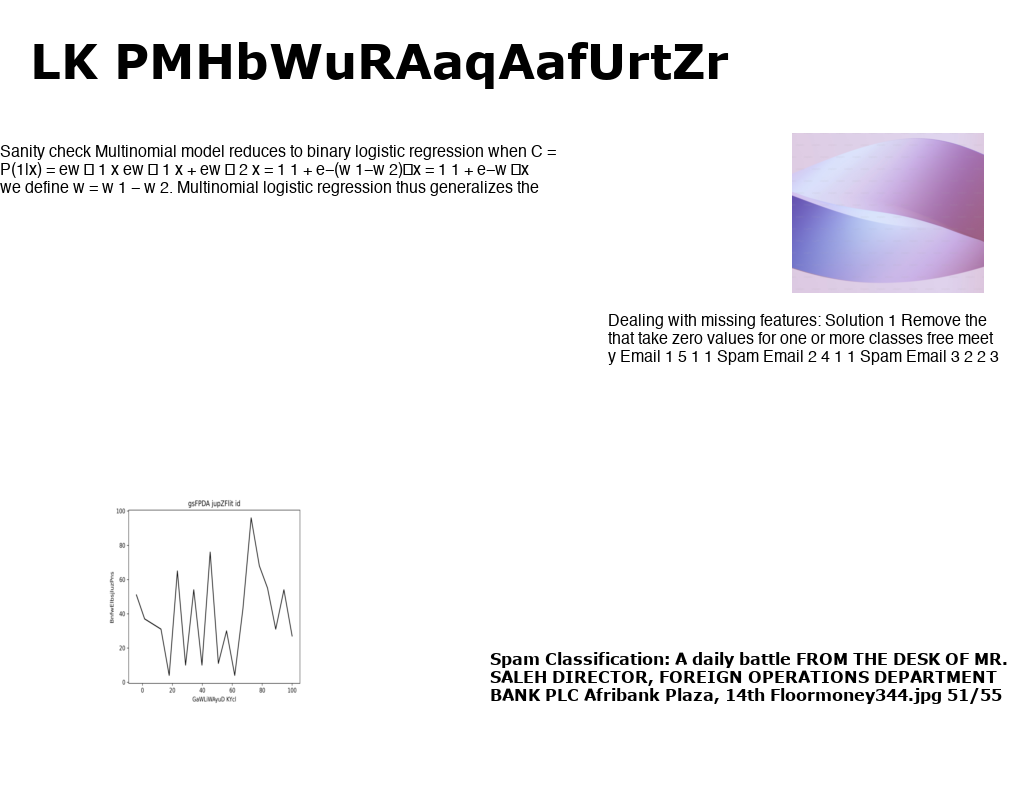 LK PMHbWuRAaqAafUrtZr
Sanity check Multinomial model reduces to binary logistic regression when C =
P(1|x) = ew □ 1 x ew □ 1 x + ew □ 2 x = 1 1 + e−(w 1−w 2)□x = 1 1 + e−w □x
we define w = w 1 − w 2. Multinomial logistic regression thus generalizes the
Dealing with missing features: Solution 1 Remove the
that take zero values for one or more classes free meet
y Email 1 5 1 1 Spam Email 2 4 1 1 Spam Email 3 2 2 3
gsFPDA jupZFlit id
100
80
60
40
20
0
0 20 40 60 80 100
Spam Classification: A daily battle FROM THE DESK OF MR.
SALEH DIRECTOR, FOREIGN OPERATIONS DEPARTMENT
BANK PLC Afribank Plaza, 14th Floormoney344.jpg 51/55